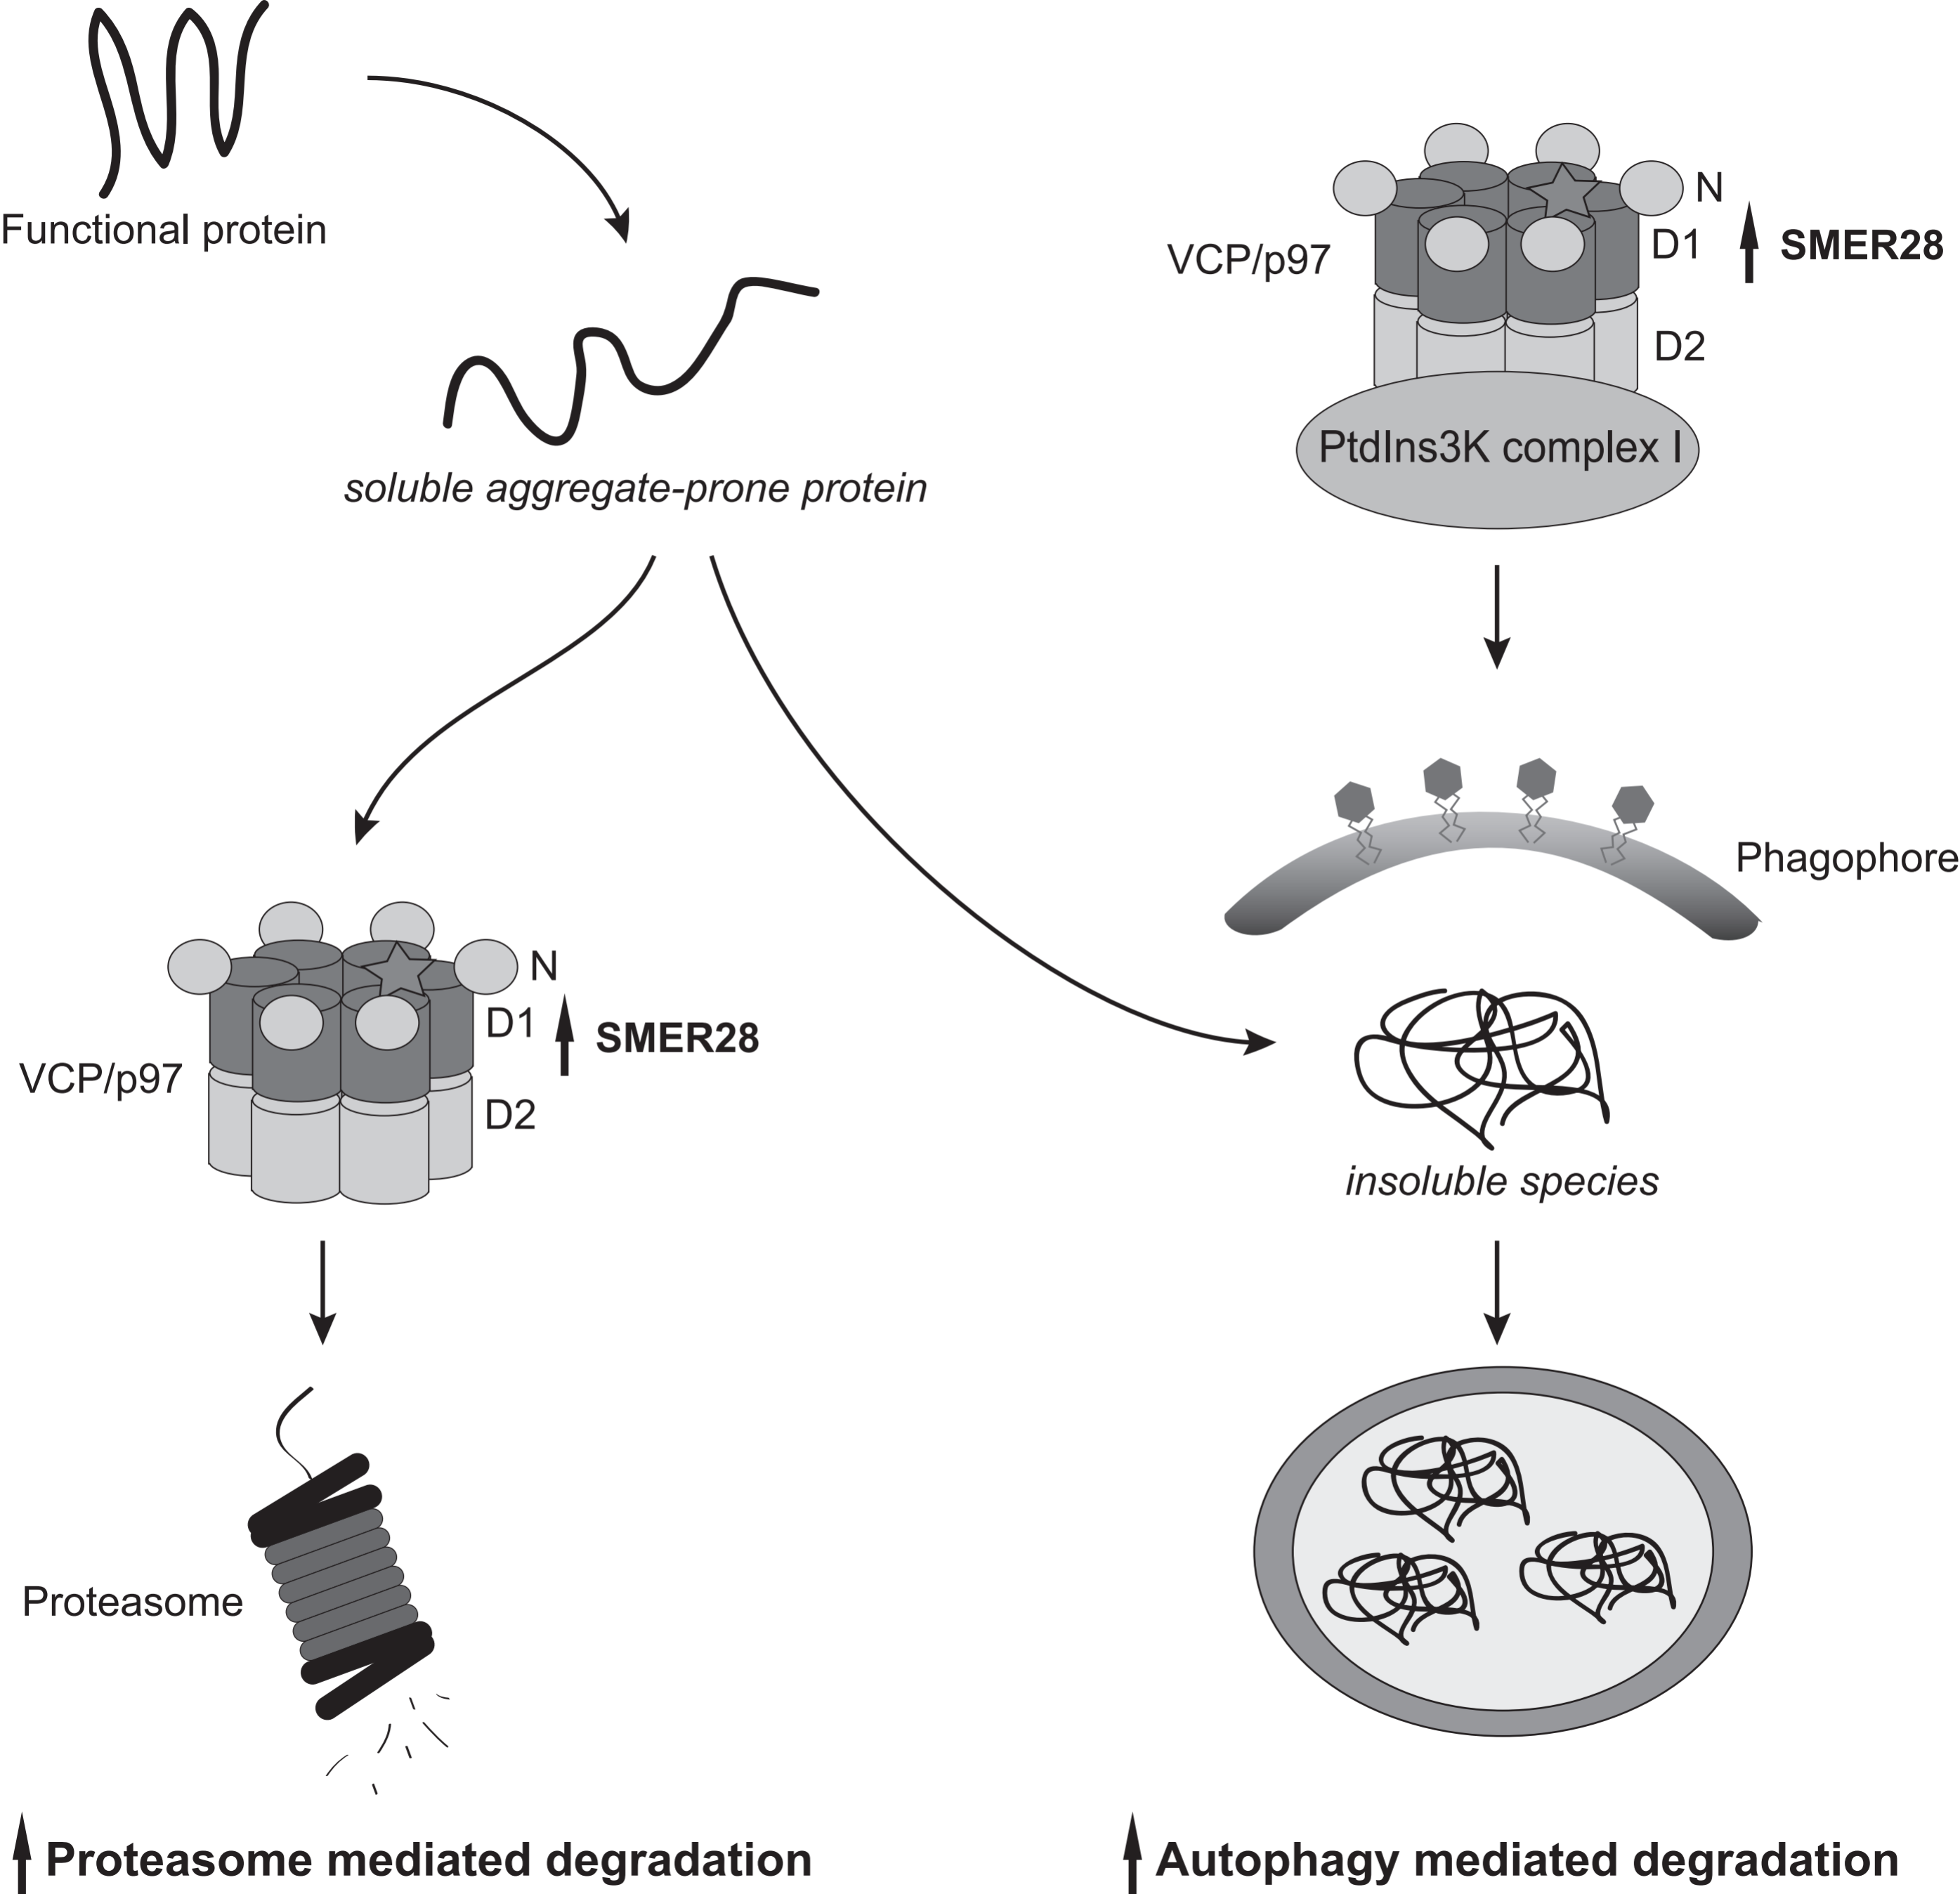 Functional protein
soluble aggregate-prone protein
VCP/p97
N
D1
SMER28
D2
PtdIns3K complex I
Phagophore
insoluble species
VCP/p97
N
D1
SMER28
D2
Proteasome
Proteasome mediated degradation
Autophagy mediated degradation